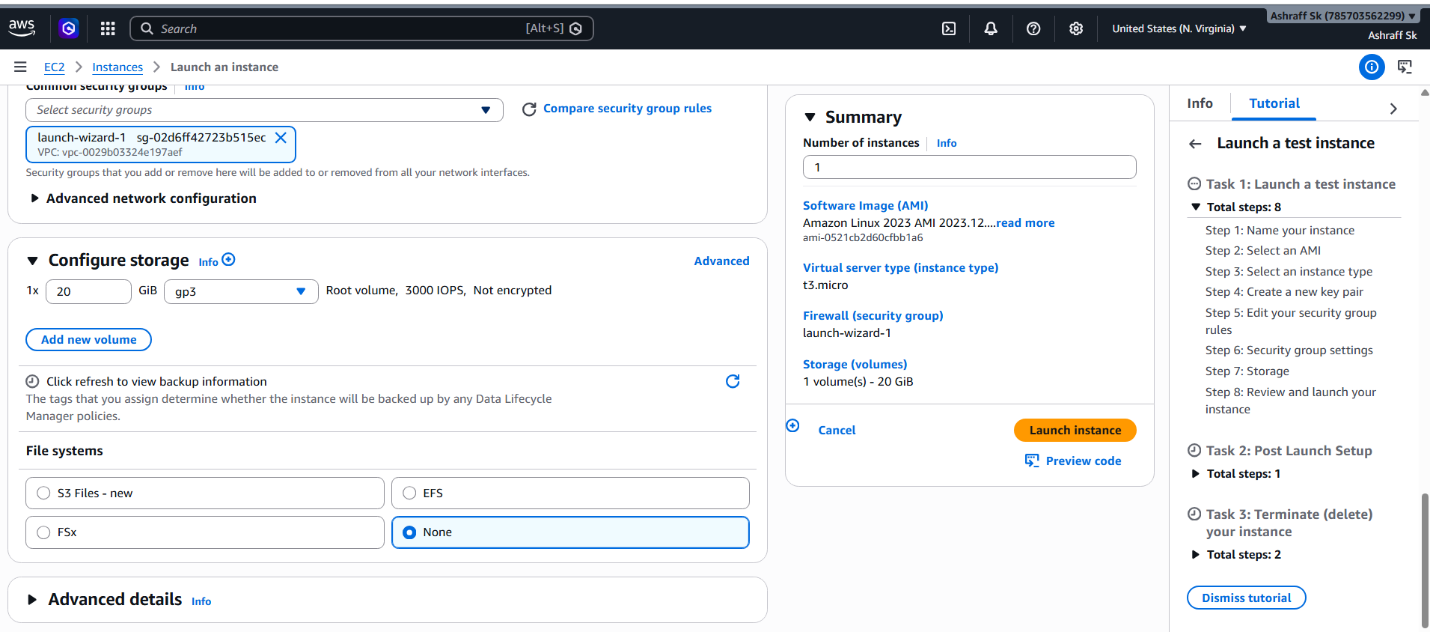 aws
Search
[Alt+S]
United States (N. Virginia)
Ashraff Sk (785703562299)
Ashraff Sk
EC2
Instances
Launch an instance
Common security groups
Info
Select security groups
Compare security group rules
launch-wizard-1 sg-02d6ff42723b515ec
VPC: vpc-0029b03324e197aef
Security groups that you add or remove here will be added to or removed from all your network interfaces.
Advanced network configuration
Configure storage
Info
Advanced
1x
20
GiB
gp3
Root volume, 3000 IOPS, Not encrypted
Add new volume
Click refresh to view backup information
The tags that you assign determine whether the instance will be backed up by any Data Lifecycle
Manager policies.
File systems
S3 Files - new
EFS
FSx
None
Advanced details
Info
Summary
Number of instances
Info
1
Software Image (AMI)
Amazon Linux 2023 AMI 2023.12....read more
ami-0521cb2d60cfbb1a6
Virtual server type (instance type)
t3.micro
Firewall (security group)
launch-wizard-1
Storage (volumes)
1 volume(s) - 20 GiB
Cancel
Launch instance
Preview code
Info
Tutorial
Launch a test instance
Task 1: Launch a test instance
Total steps: 8
Step 1: Name your instance
Step 2: Select an AMI
Step 3: Select an instance type
Step 4: Create a new key pair
Step 5: Edit your security group
rules
Step 6: Security group settings
Step 7: Storage
Step 8: Review and launch your
instance
Task 2: Post Launch Setup
Total steps: 1
Task 3: Terminate (delete)
your instance
Total steps: 2
Dismiss tutorial